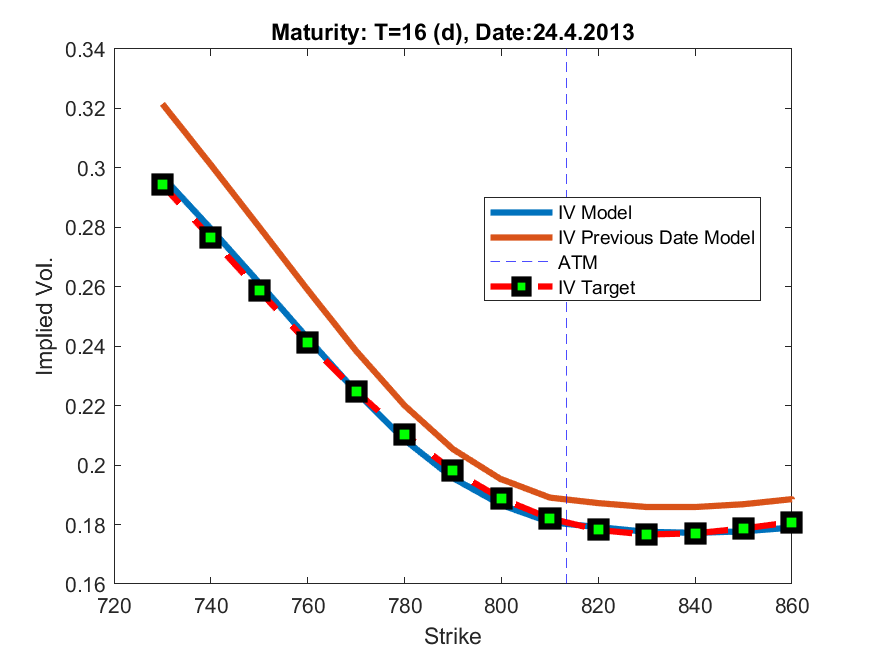 Maturity: T=16 (d), Date:24.4.2013
0.34
0.32
0.3
0.28
0.26
0.24
0.22
0.2
0.18
0.16
Implied Vol.
IV Model
IV Previous Date Model
ATM
IV Target
720
740
760
780
800
820
840
860
Strike